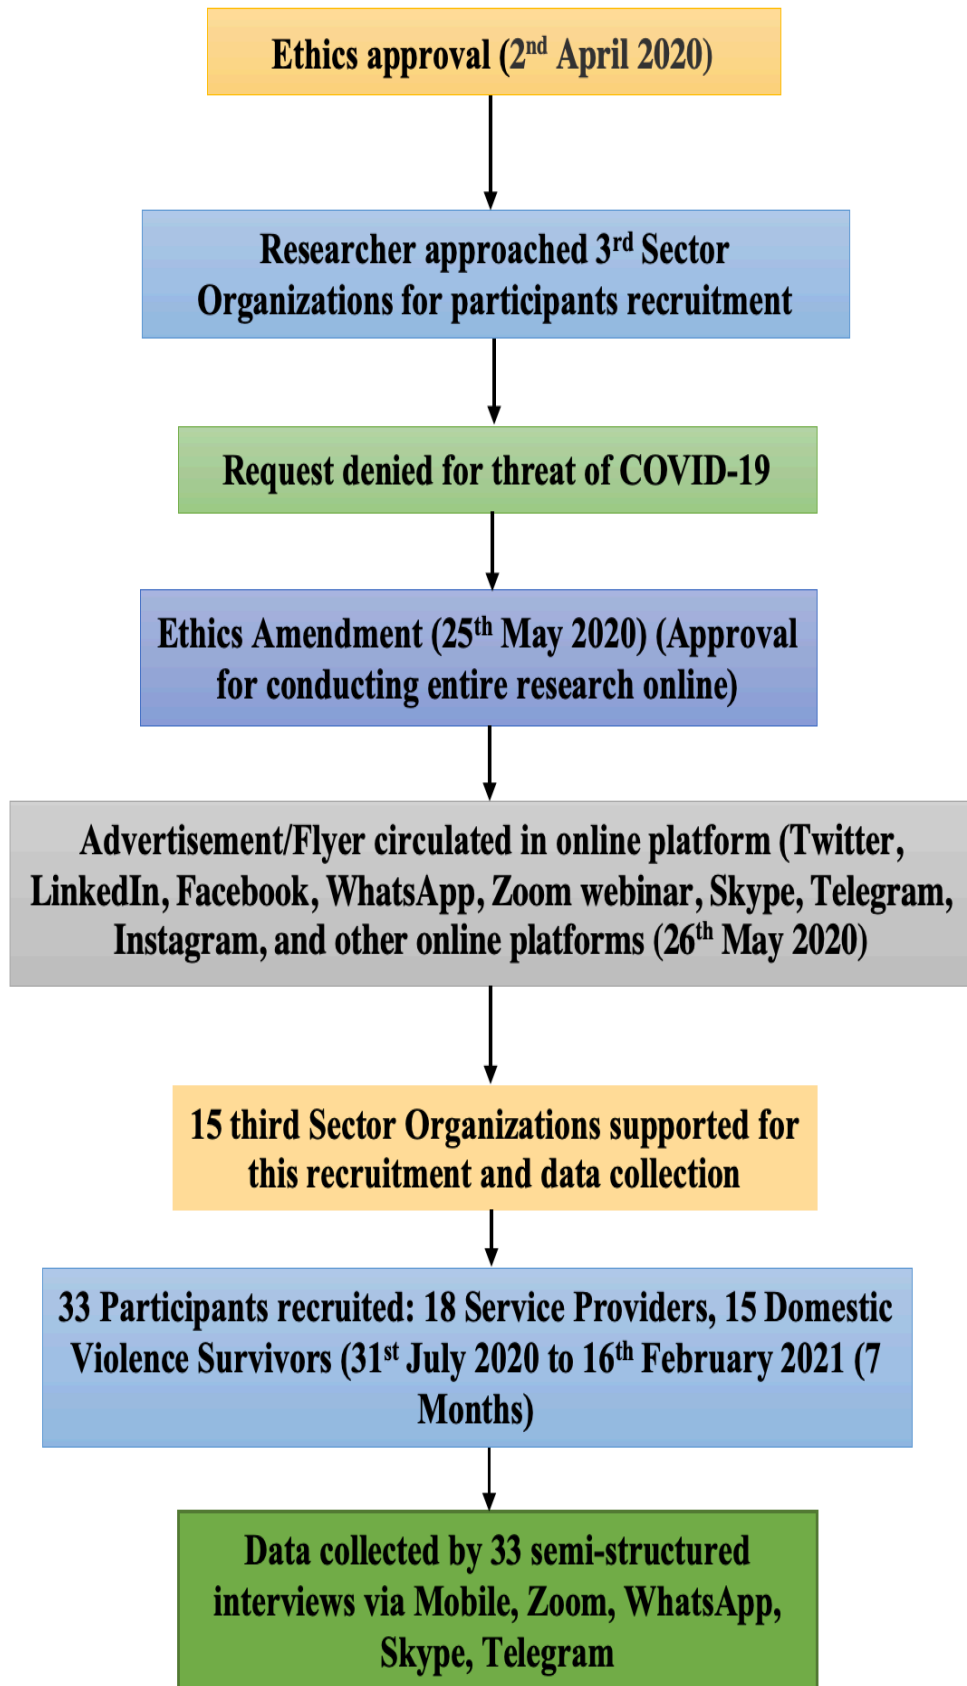 Ethics approval (2nd April 2020)
Researcher approached 3rd Sector
Organizations for participants recruitment
Request denied for threat of COVID-19
Ethics Amendment (25th May 2020) (Approval
for conducting entire research online)
Advertisement/Flyer circulated in online platform (Twitter,
LinkedIn, Facebook, WhatsApp, Zoom webinar, Skype, Telegram,
Instagram, and other online platforms (26th May 2020)
15 third Sector Organizations supported for
this recruitment and data collection
33 Participants recruited: 18 Service Providers, 15 Domestic
Violence Survivors (31st July 2020 to 16th February 2021 (7
Months)
Data collected by 33 semi-structured
interviews via Mobile, Zoom, WhatsApp,
Skype, Telegram